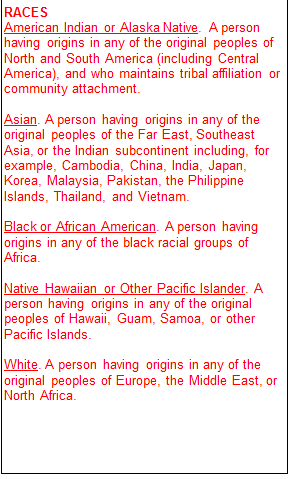 RACES
American Indian or Alaska Native. A person
having origins in any of the original peoples of
North and South America (including Central
America), and who maintains tribal affiliation or
community attachment.
Asian. A person having origins in any of the
original peoples of the Far East, Southeast
Asia, or the Indian subcontinent including, for
example, Cambodia, China, India, Japan,
Korea, Malaysia, Pakistan, the Philippine
Islands, Thailand, and Vietnam.
Black or African American. A person having
origins in any of the black racial groups of
Africa.
Native Hawaiian or Other Pacific Islander. A
person having origins in any of the original
peoples of Hawaii, Guam, Samoa, or other
Pacific Islands.
White. A person having origins in any of the
original peoples of Europe, the Middle East, or
North Africa.